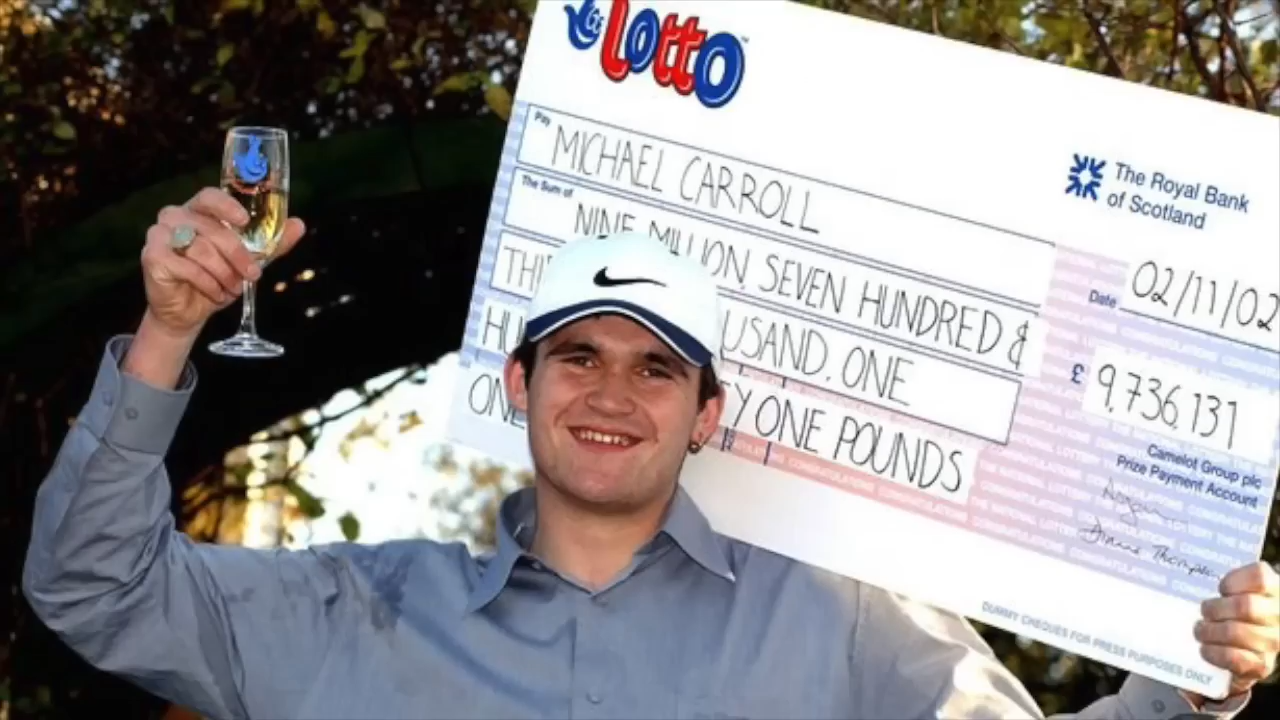 LOTTO™
Pay MICHAEL CARROLL
The Royal Bank
of Scotland
The Sum of NINE MILLION, SEVEN HUNDRED &
USAND, ONE
Y ONE POUNDS
Date 02/11/02
£ 9,736,131
Camelot Group plc
Prize Payment Account
DUMMY CHEQUES FOR PRESS PURPOSES ONLY